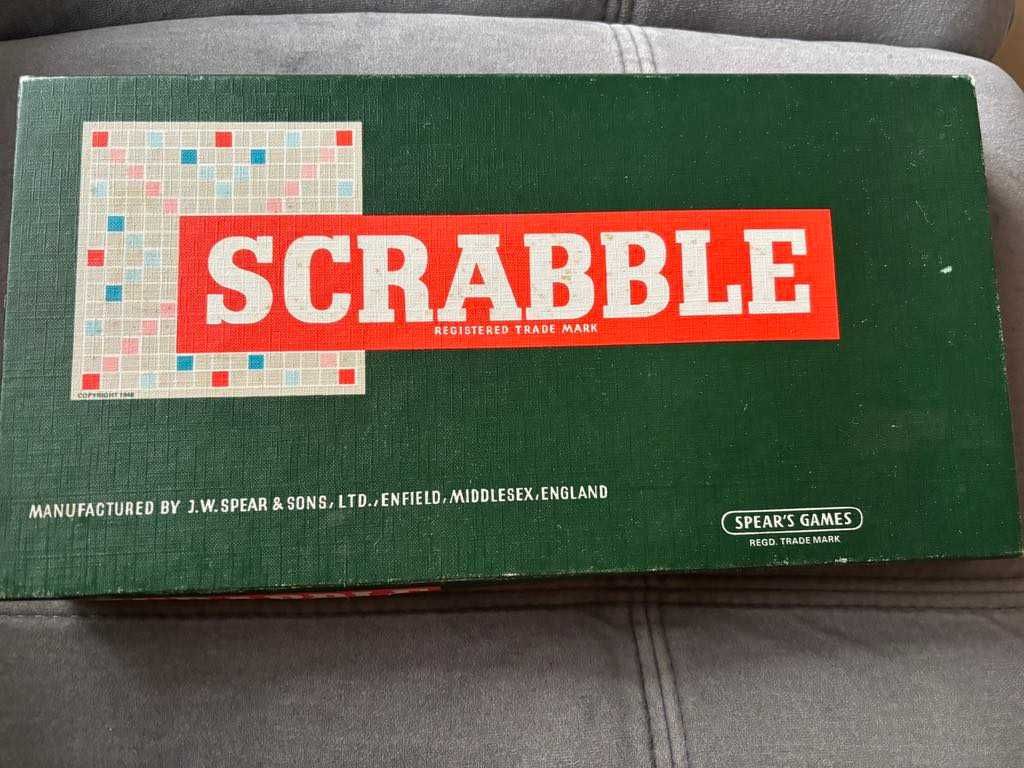 SCRABBLE
REGISTERED TRADE MARK
COPYRIGHT 1948
MANUFACTURED BY J.W. SPEAR & SONS, LTD., ENFIELD, MIDDLESEX, ENGLAND
SPEAR'S GAMES
REGD. TRADE MARK